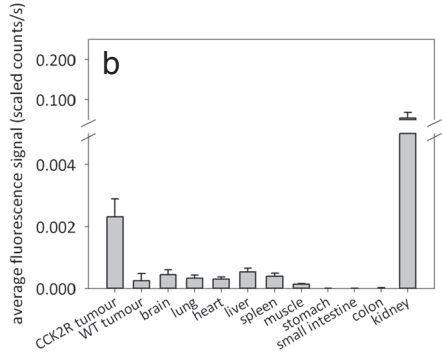 average fluorescence signal (scaled counts/s)
b
0.200
0.100
0.004
0.002
0.000
CCK2R tumour
WT tumour
brain
lung
heart
liver
spleen
muscle
stomach
small intestine
colon
kidney